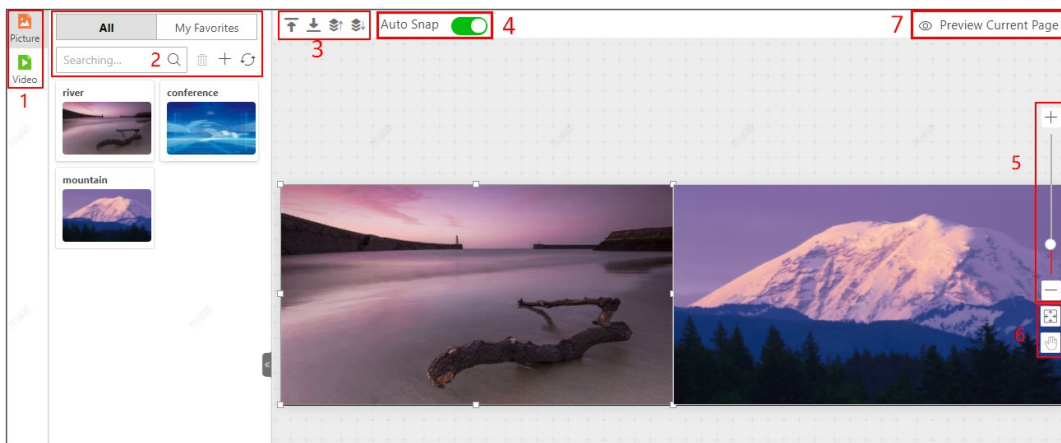 Picture
Video
1
All
My Favorites
Searching...
2
river
conference
mountain
3
Auto Snap
4
7
Preview Current Page
5
6